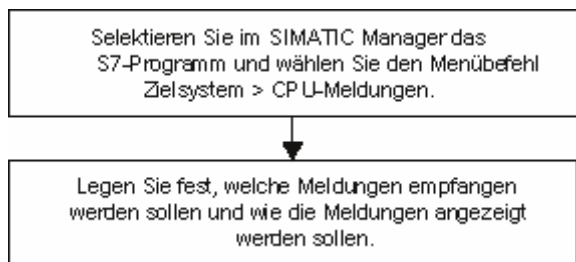 Selektieren Sie im SIMATIC Manager das
S7-Programm und wählen Sie den Menübefehl
Zielsystem > CPU-Meldungen.
Legen Sie fest, welche Meldungen empfangen
werden sollen und wie die Meldungen angezeigt
werden sollen.